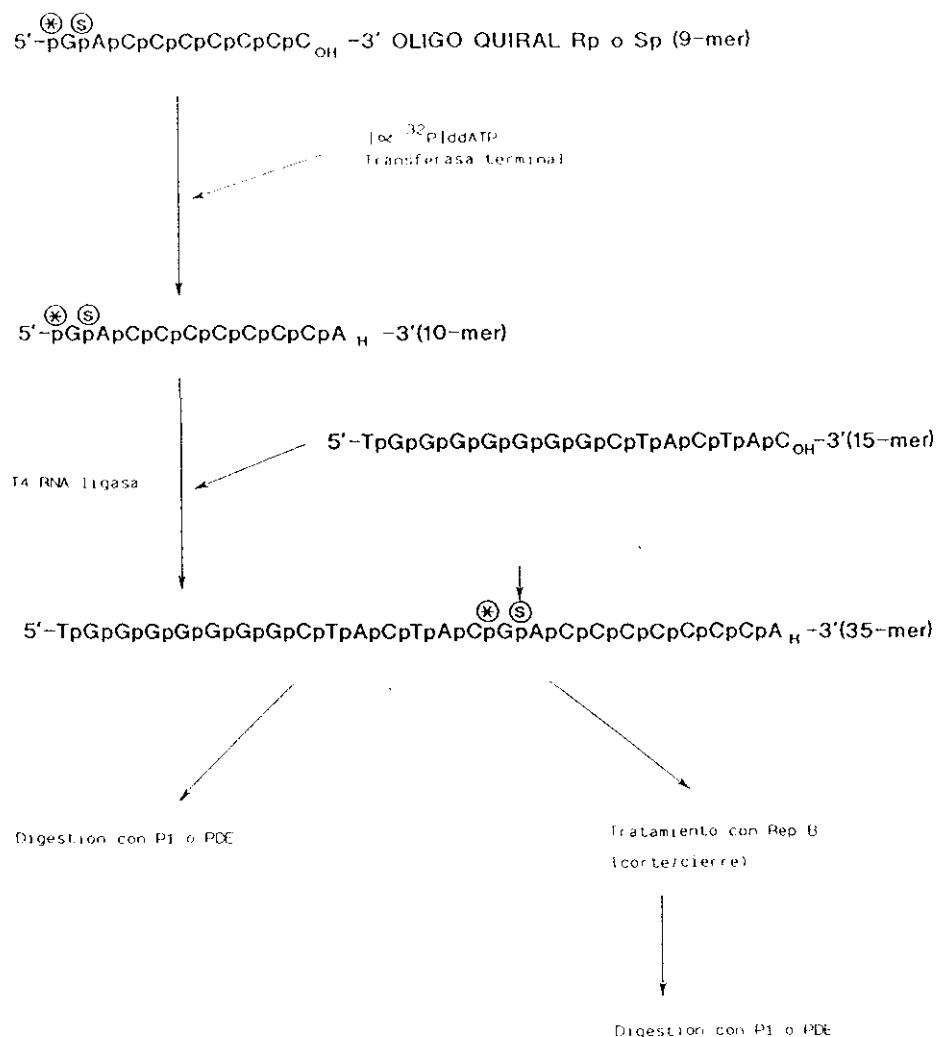 * S
5'-pGpApCpCpCpCpCpCpC OH -3' OLIGO QUIRAL Rp o Sp (9-mer)
[α 32P]ddATP
Transferasa terminal
* S
5'-pGpApCpCpCpCpCpCpCpA H -3'(10-mer)
5'-TpGpGpGpGpGpGpGpCpTpApCpTpApC OH -3'(15-mer)
T4 RNA ligasa
* S
5'-TpGpGpGpGpGpGpGpCpTpApCpTpApCpGpApCpCpCpCpCpCpCpA H -3'(35-mer)
Digestion con P1 o PDE
Tratamiento con Rep B
(corte/cierre)
Digestion con P1 o PDE